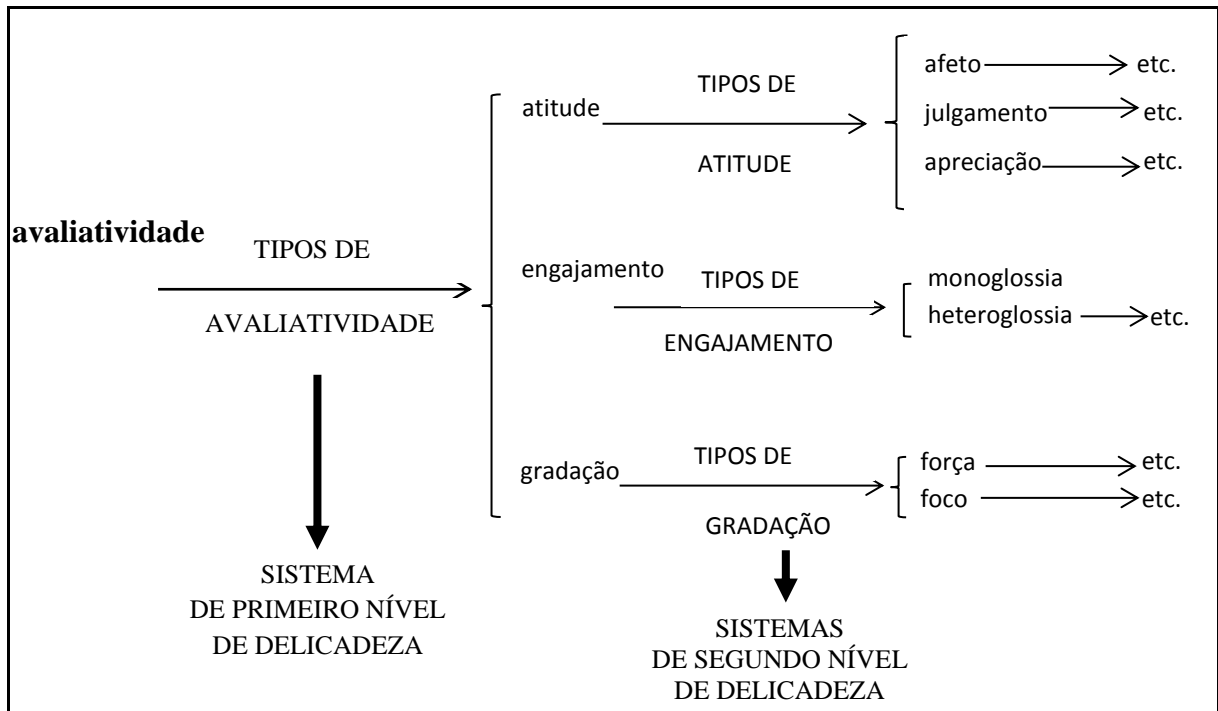 avaliatividade
TIPOS DE
AVALIATIVIDADE
SISTEMA
DE PRIMEIRO NÍVEL
DE DELICADEZA
atitude
TIPOS DE
ATITUDE
afeto etc.
julgamento etc.
apreciação etc.
engajamento
TIPOS DE
ENGAJAMENTO
monoglossia
heteroglossia etc.
gradação
TIPOS DE
GRADAÇÃO
força etc.
foco etc.
SISTEMAS
DE SEGUNDO NÍVEL
DE DELICADEZA